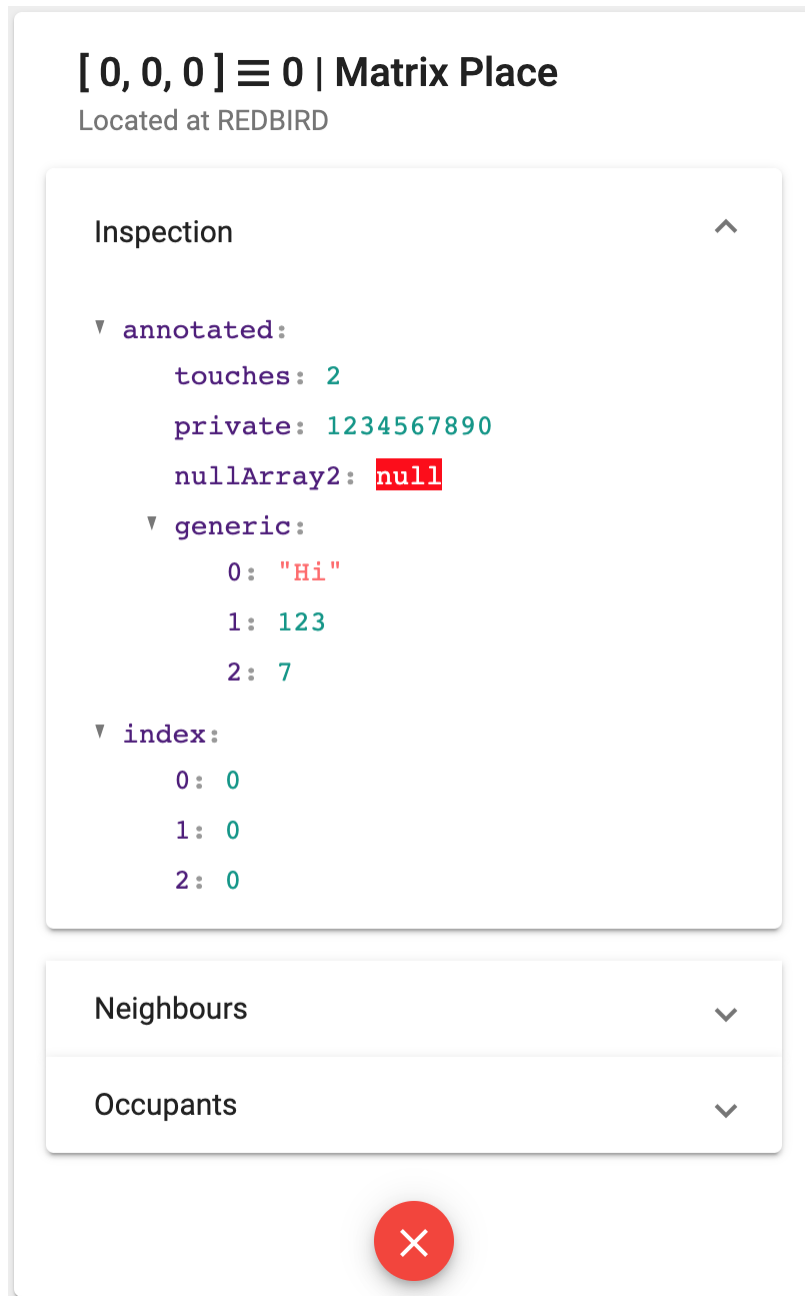 [ 0, 0, 0 ] ☰ 0 | Matrix Place
Located at REDBIRD
Inspection
annotated:
touches: 2
private: 1234567890
nullArray2: null
generic:
0: "Hi"
1: 123
2: 7
index:
0: 0
1: 0
2: 0
Neighbours
Occupants